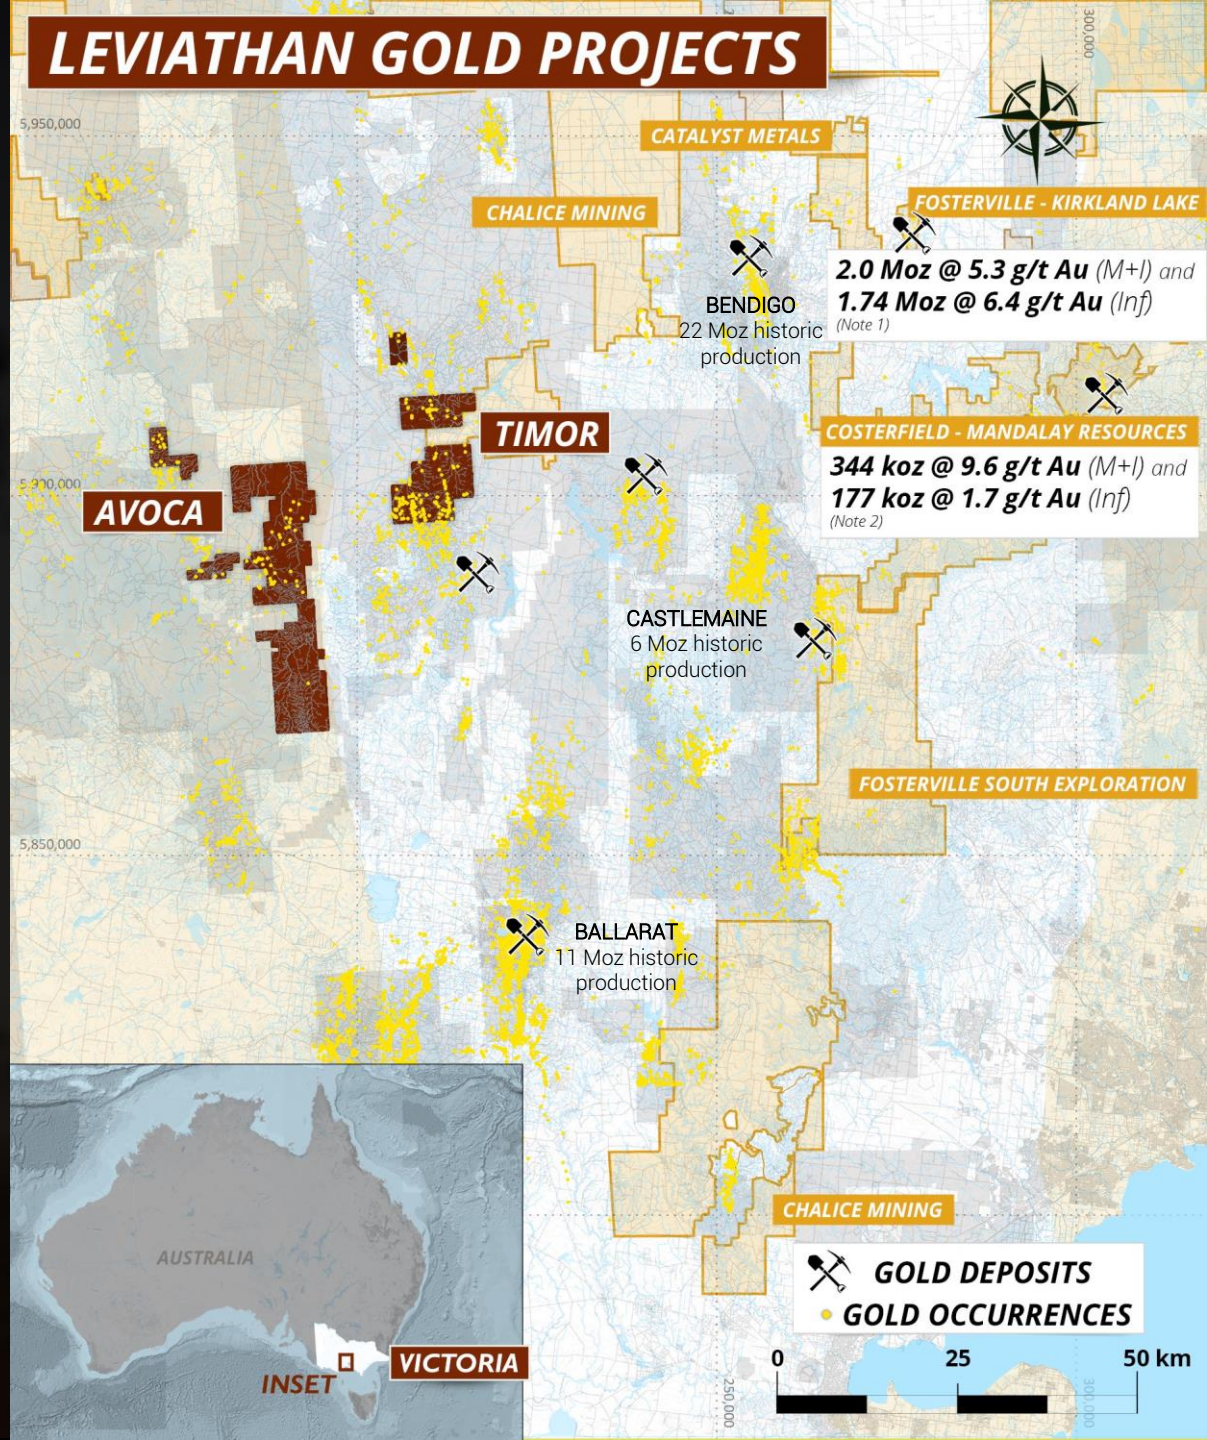 LEVIATHAN GOLD PROJECTS
300,000
5,950,000
CATALYST METALS
CHALICE MINING
FOSTERVILLE - KIRKLAND LAKE
2.0 Moz @ 5.3 g/t Au (M+I) and
1.74 Moz @ 6.4 g/t Au (Inf)
(Note 1)
BENDIGO
22 Moz historic
production
TIMOR
COSTERFIELD - MANDALAY RESOURCES
344 koz @ 9.6 g/t Au (M+I) and
177 koz @ 1.7 g/t Au (Inf)
(Note 2)
5,900,000
AVOCA
CASTLEMAINE
6 Moz historic
production
FOSTERVILLE SOUTH EXPLORATION
5,850,000
BALLARAT
11 Moz historic
production
CHALICE MINING
AUSTRALIA
VICTORIA
INSET
GOLD DEPOSITS
GOLD OCCURRENCES
0 25 50 km
250,000
300,000